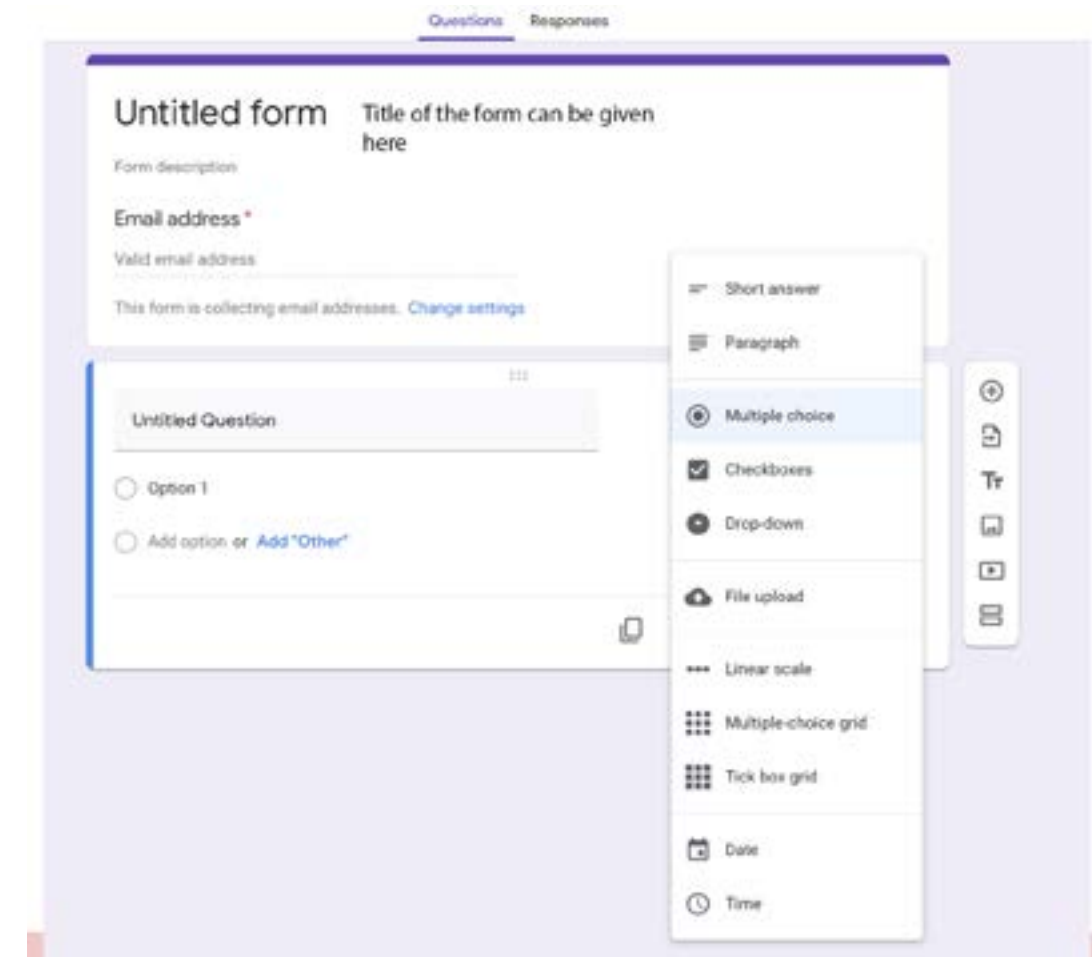 Questions Responses
Untitled form
Title of the form can be given
here
Form description
Email address *
Valid email address
This form is collecting email addresses. Change settings
Untitled Question
Option 1
Add option or Add "Other"
Short answer
Paragraph
Multiple choice
Checkboxes
Drop-down
File upload
Linear scale
Multiple-choice grid
Tick box grid
Date
Time
Tт